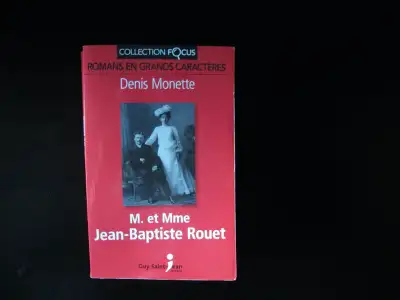 COLLECTION FOCUS
ROMANS EN GRANDS CARACTÈRES
Denis Monette
M. et Mme
Jean-Baptiste Rouet
Guy Saint-Jean